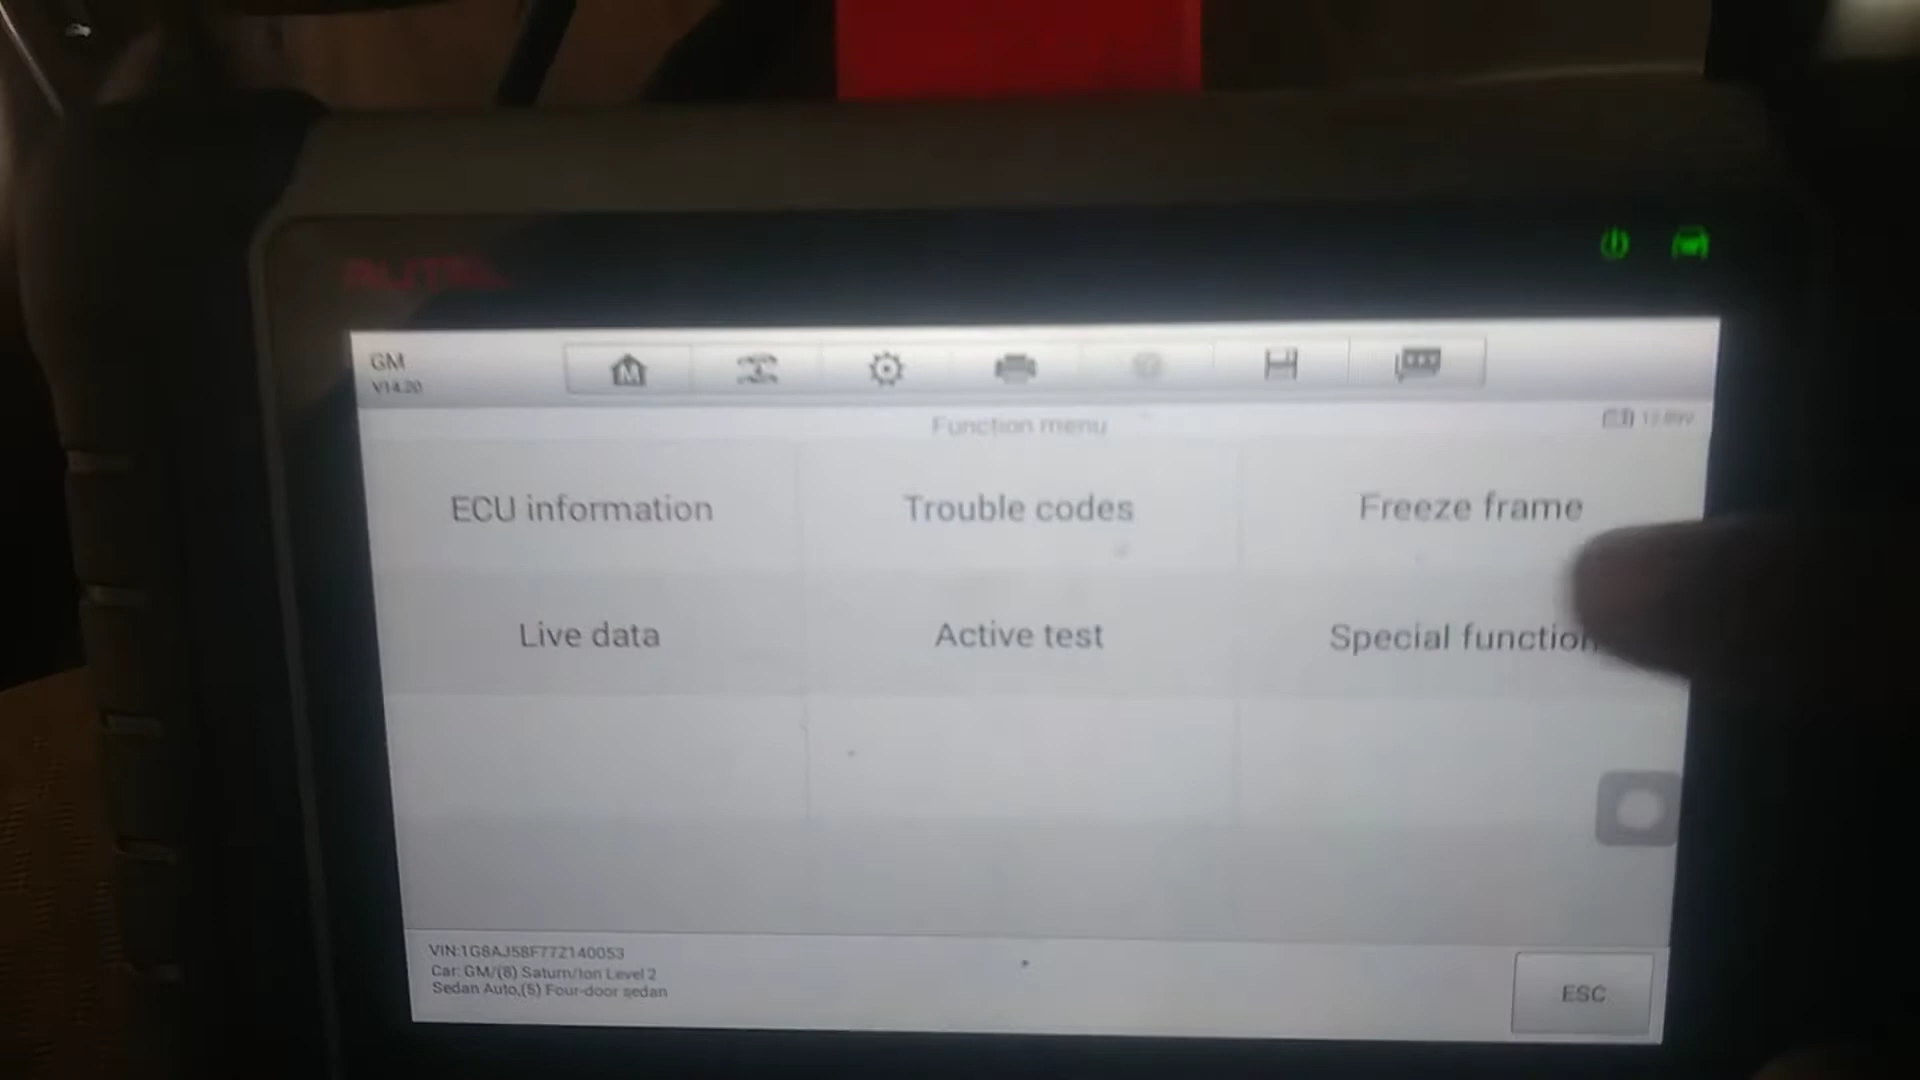 AUTEL
GM
V14.20
Function menu
ECU information
Trouble codes
Freeze frame
Live data
Active test
Special function
VIN:1G8AJ58F77Z140053
Car: GM/(8) Saturn/Ion Level 2
Sedan Auto,(5) Four-door sedan
ESC